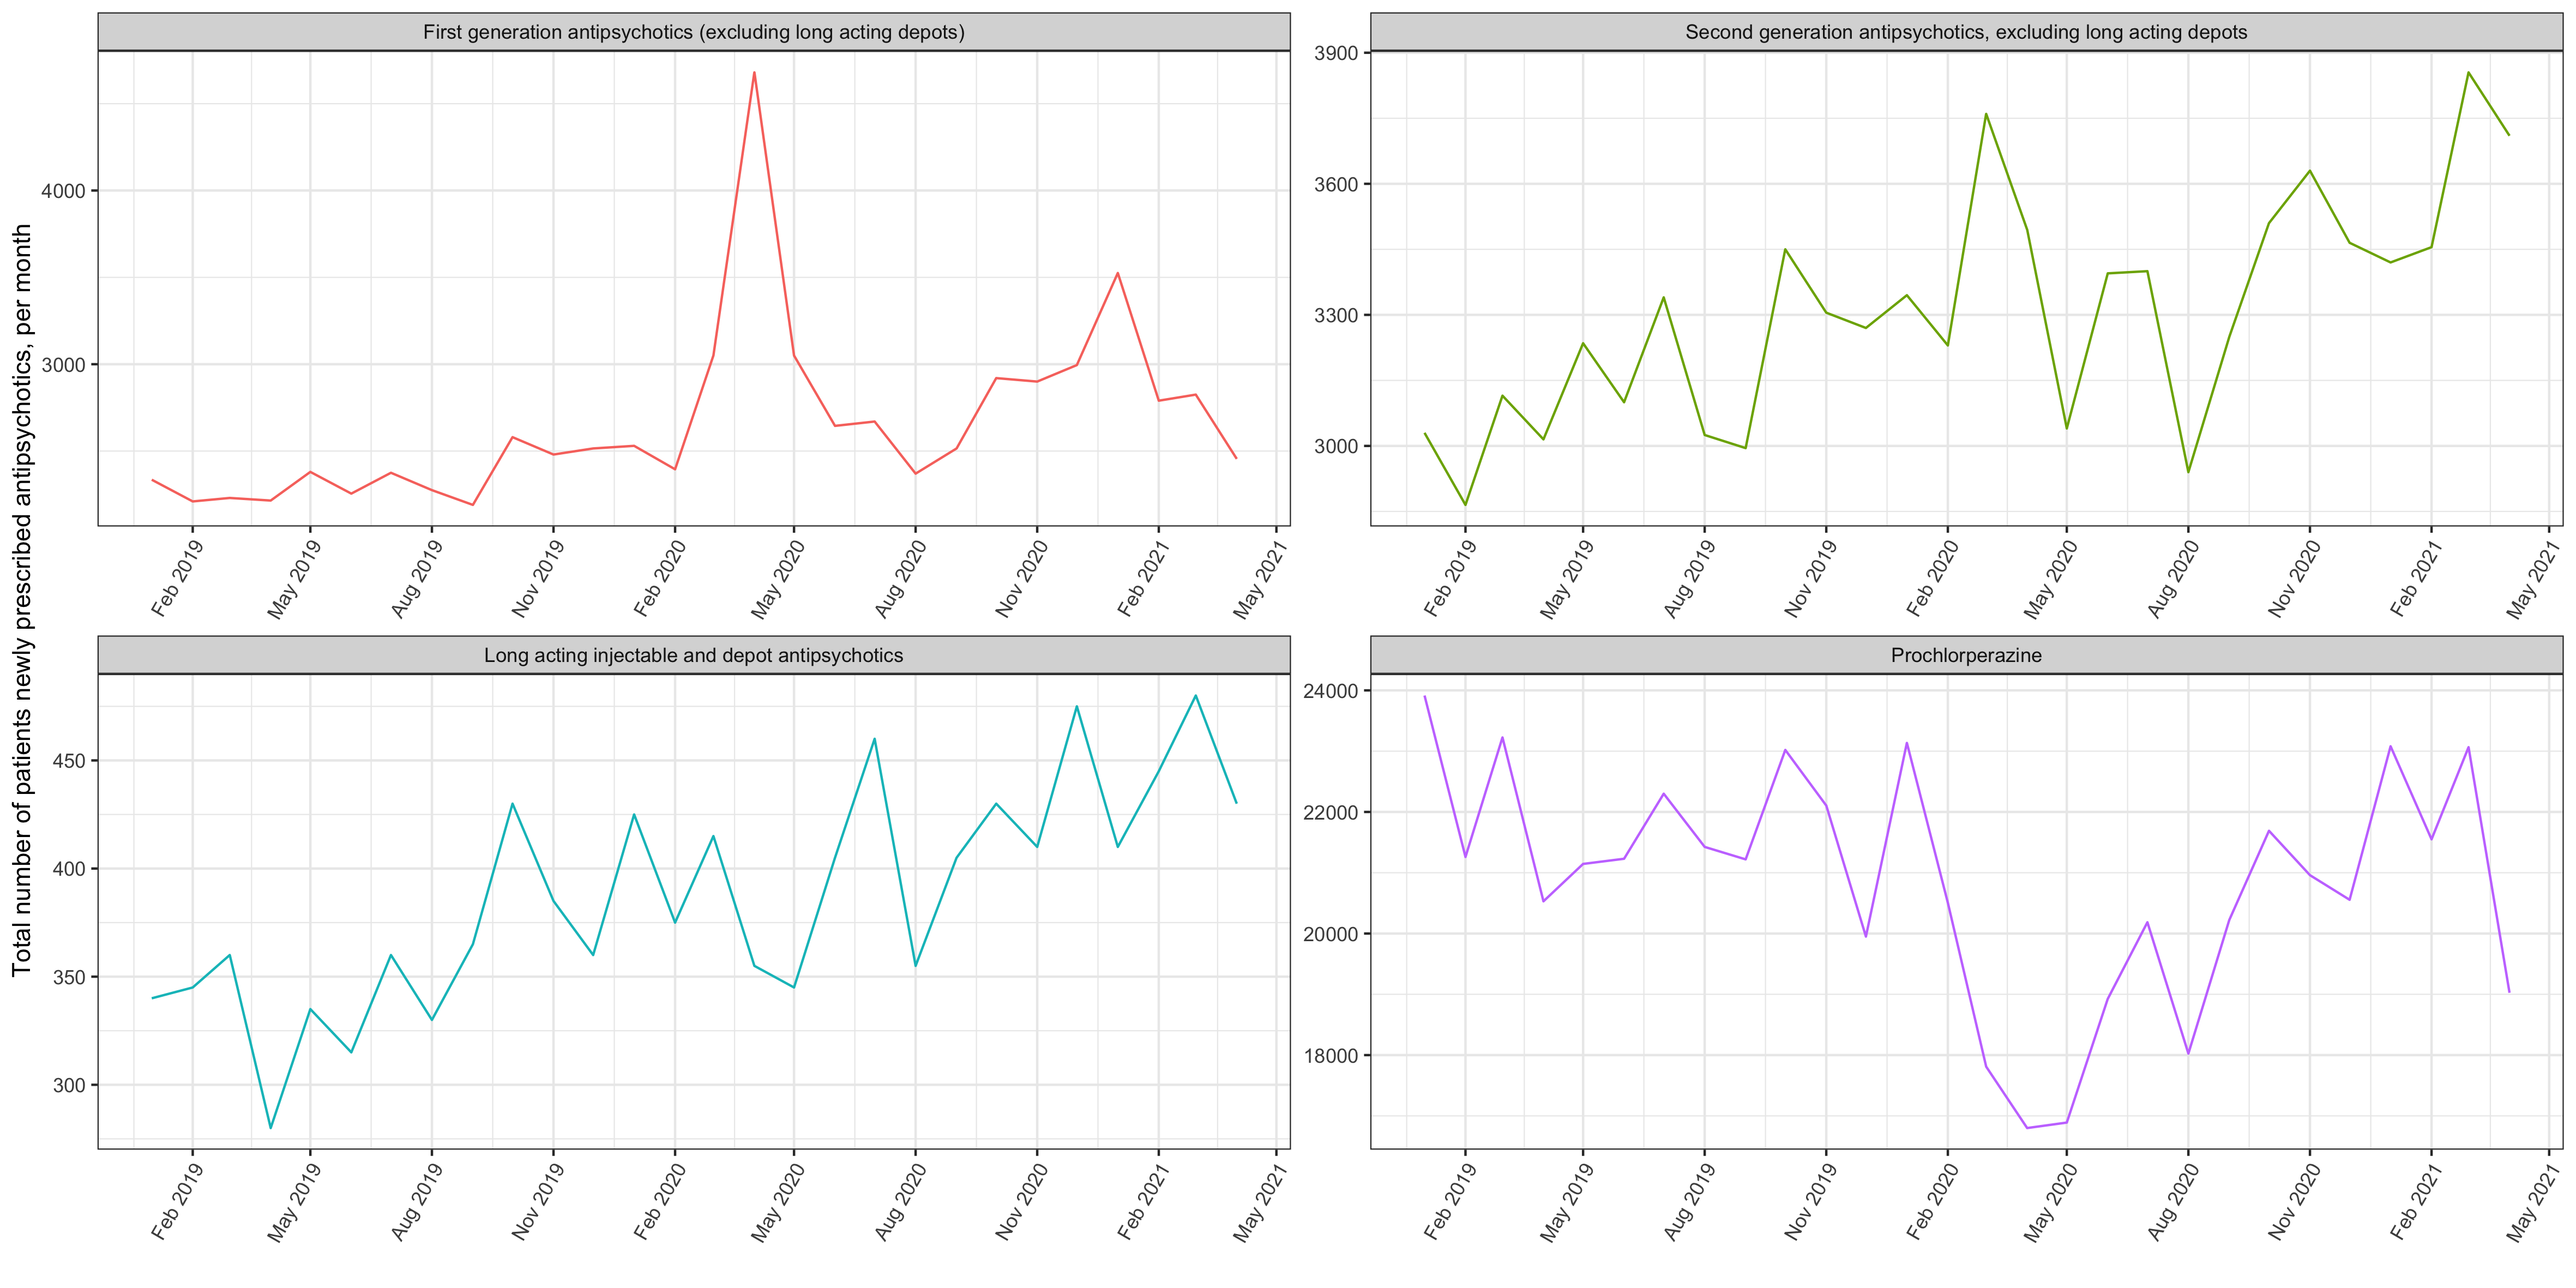 Total number of patients newly prescribed antipsychotics, per month
First generation antipsychotics (excluding long acting depots)
4000
3000
Feb 2019
May 2019
Aug 2019
Nov 2019
Feb 2020
May 2020
Aug 2020
Nov 2020
Feb 2021
May 2021
Second generation antipsychotics, excluding long acting depots
3900
3600
3300
3000
Feb 2019
May 2019
Aug 2019
Nov 2019
Feb 2020
May 2020
Aug 2020
Nov 2020
Feb 2021
May 2021
Long acting injectable and depot antipsychotics
450
400
350
300
Feb 2019
May 2019
Aug 2019
Nov 2019
Feb 2020
May 2020
Aug 2020
Nov 2020
Feb 2021
May 2021
Prochlorperazine
24000
22000
20000
18000
Feb 2019
May 2019
Aug 2019
Nov 2019
Feb 2020
May 2020
Aug 2020
Nov 2020
Feb 2021
May 2021